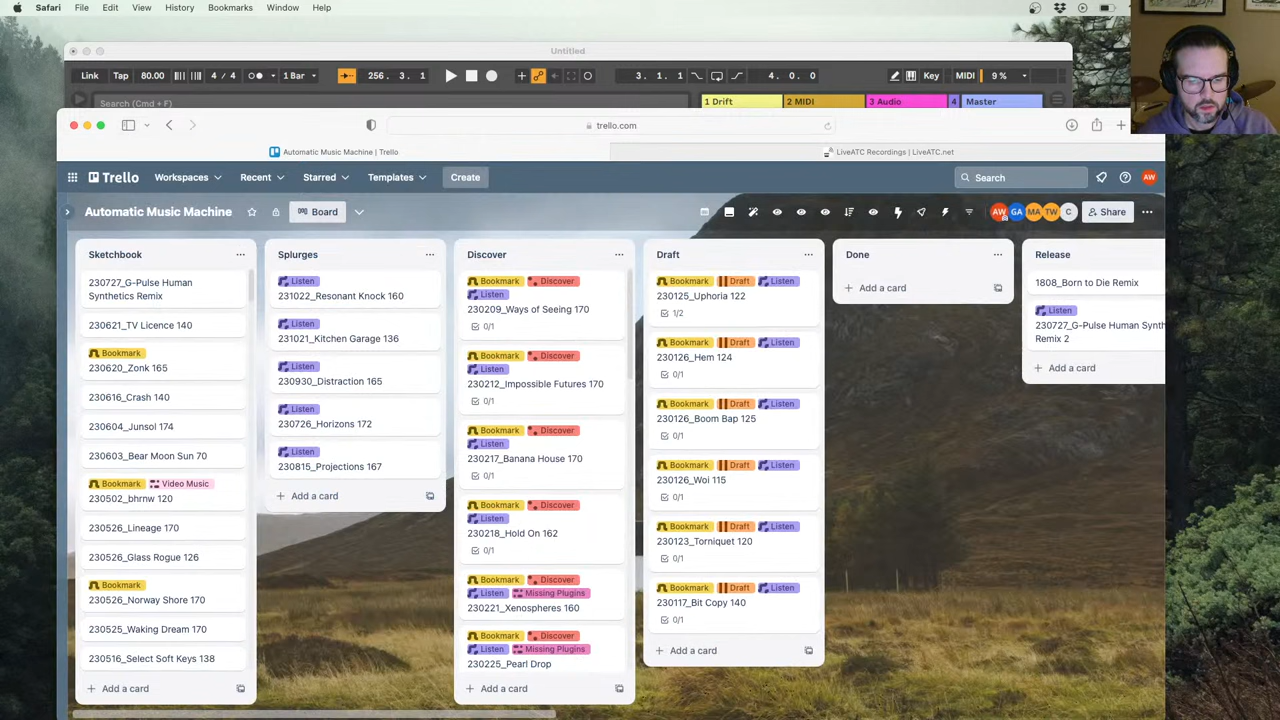 Safari File Edit View History Bookmarks Window Help
Untitled
Link Tap 80.00 4 / 4 1 Bar 256. 3. 1 3. 1. 1 4. 0. 0 Key MIDI 9 %
Search (Cmd + F) 1 Drift 2 MIDI 3 Audio 4 Master
trello.com
Automatic Music Machine | Trello LiveATC Recordings | LiveATC.net
Trello Workspaces Recent Starred Templates Create Search AW
Automatic Music Machine Board AW GA MA TW C Share
Sketchbook
230727_G-Pulse Human
Synthetics Remix
230621_TV Licence 140
Bookmark
230620_Zonk 165
230616_Crash 140
230604_Junsol 174
230603_Bear Moon Sun 70
Bookmark Video Music
230502_bhrnw 120
230526_Lineage 170
230526_Glass Rogue 126
Bookmark
230526_Norway Shore 170
230525_Waking Dream 170
230516_Select Soft Keys 138
Add a card
Splurges
Listen
231022_Resonant Knock 160
Listen
231021_Kitchen Garage 136
Listen
230930_Distraction 165
Listen
230726_Horizons 172
Listen
230815_Projections 167
Add a card
Discover
Bookmark Discover
Listen
230209_Ways of Seeing 170
0/1
Bookmark Discover
Listen
230212_Impossible Futures 170
0/1
Bookmark Discover
Listen
230217_Banana House 170
0/1
Bookmark Discover
Listen
230218_Hold On 162
0/1
Bookmark Discover
Listen Missing Plugins
230221_Xenospheres 160
Bookmark Discover
Listen Missing Plugins
230225_Pearl Drop
Add a card
Draft
Bookmark Draft Listen
230125_Uphoria 122
1/2
Bookmark Draft Listen
230126_Hem 124
0/1
Bookmark Draft Listen
230126_Boom Bap 125
0/1
Bookmark Draft Listen
230126_Woi 115
0/1
Bookmark Draft Listen
230123_Torniquet 120
0/1
Bookmark Draft Listen
230117_Bit Copy 140
0/1
Add a card
Done
Add a card
Release
1808_Born to Die Remix
Listen
230727_G-Pulse Human Synth
Remix 2
Add a card